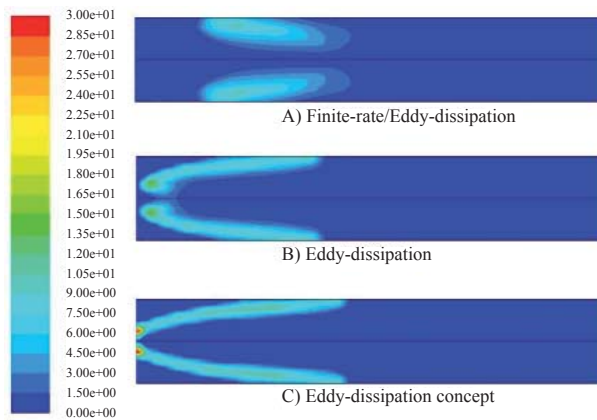 3.00e+01
2.85e+01
2.70e+01
2.55e+01
2.40e+01
2.25e+01
2.10e+01
1.95e+01
1.80e+01
1.65e+01
1.50e+01
1.35e+01
1.20e+01
1.05e+01
9.00e+00
7.50e+00
6.00e+00
4.50e+00
3.00e+00
1.50e+00
0.00e+00
A) Finite-rate/Eddy-dissipation
B) Eddy-dissipation
C) Eddy-dissipation concept